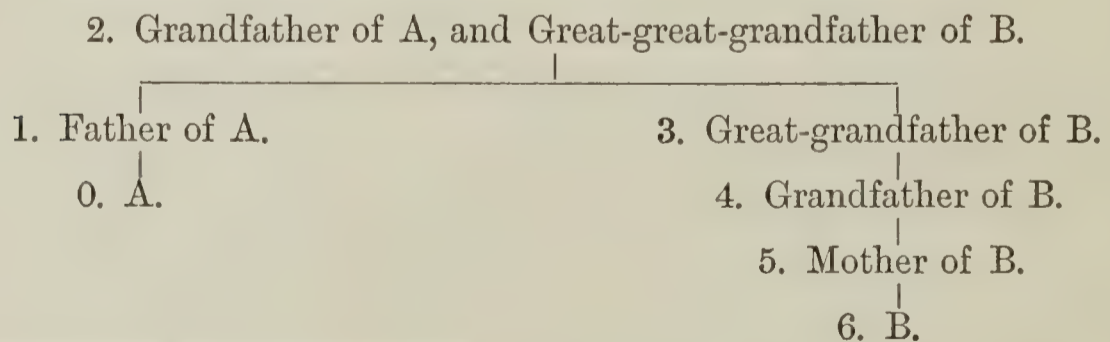 2. Grandfather of A, and Great-great-grandfather of B.
1. Father of A.
3. Great-grandfather of B.
0. A.
4. Grandfather of B.
5. Mother of B.
6. B.